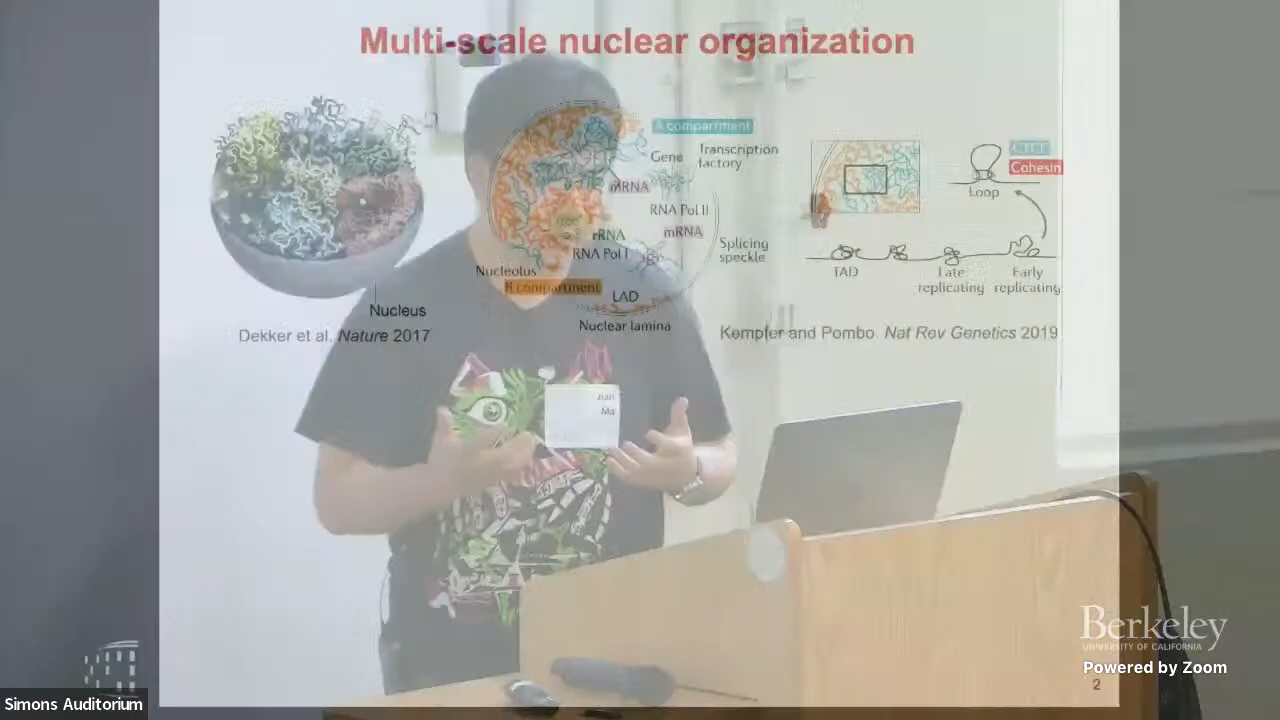 Multi-scale nuclear organization
A compartment
Gene
Transcription
factory
mRNA
RNA Pol II
mRNA
rRNA
RNA Pol I
Splicing
speckle
Nucleolus
B compartment
LAD
Nuclear lamina
Nucleus
Dekker et al. Nature 2017
CTCF
Cohesin
Loop
TAD
Late
replicating
Early
replicating
Kempfer and Pombo. Nat Rev Genetics 2019
Jian
Ma
Berkeley
UNIVERSITY OF CALIFORNIA
Powered by Zoom
2
Simons Auditorium